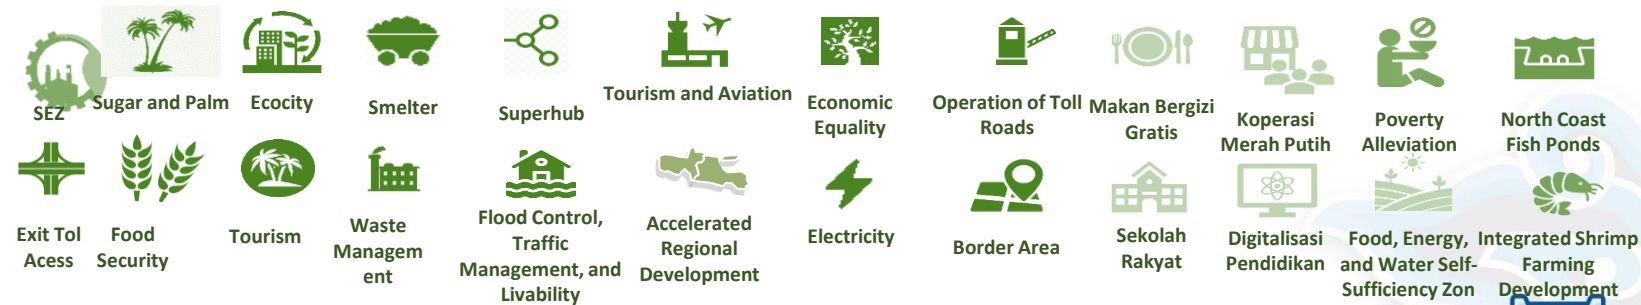 SEZ
Sugar and Palm
Ecocity
Smelter
Superhub
Tourism and Aviation
Economic
Equality
Operation of Toll
Roads
Makan Bergizi
Gratis
Koperasi
Merah Putih
Poverty
Alleviation
North Coast
Fish Ponds
Exit Tol
Acess
Food
Security
Tourism
Waste
Managem
ent
Flood Control,
Traffic
Management, and
Livability
Accelerated
Regional
Development
Electricity
Border Area
Sekolah
Rakyat
Digitalisasi
Pendidikan
Food, Energy,
and Water Self-
Sufficiency Zon
Integrated Shrimp
Farming
Development